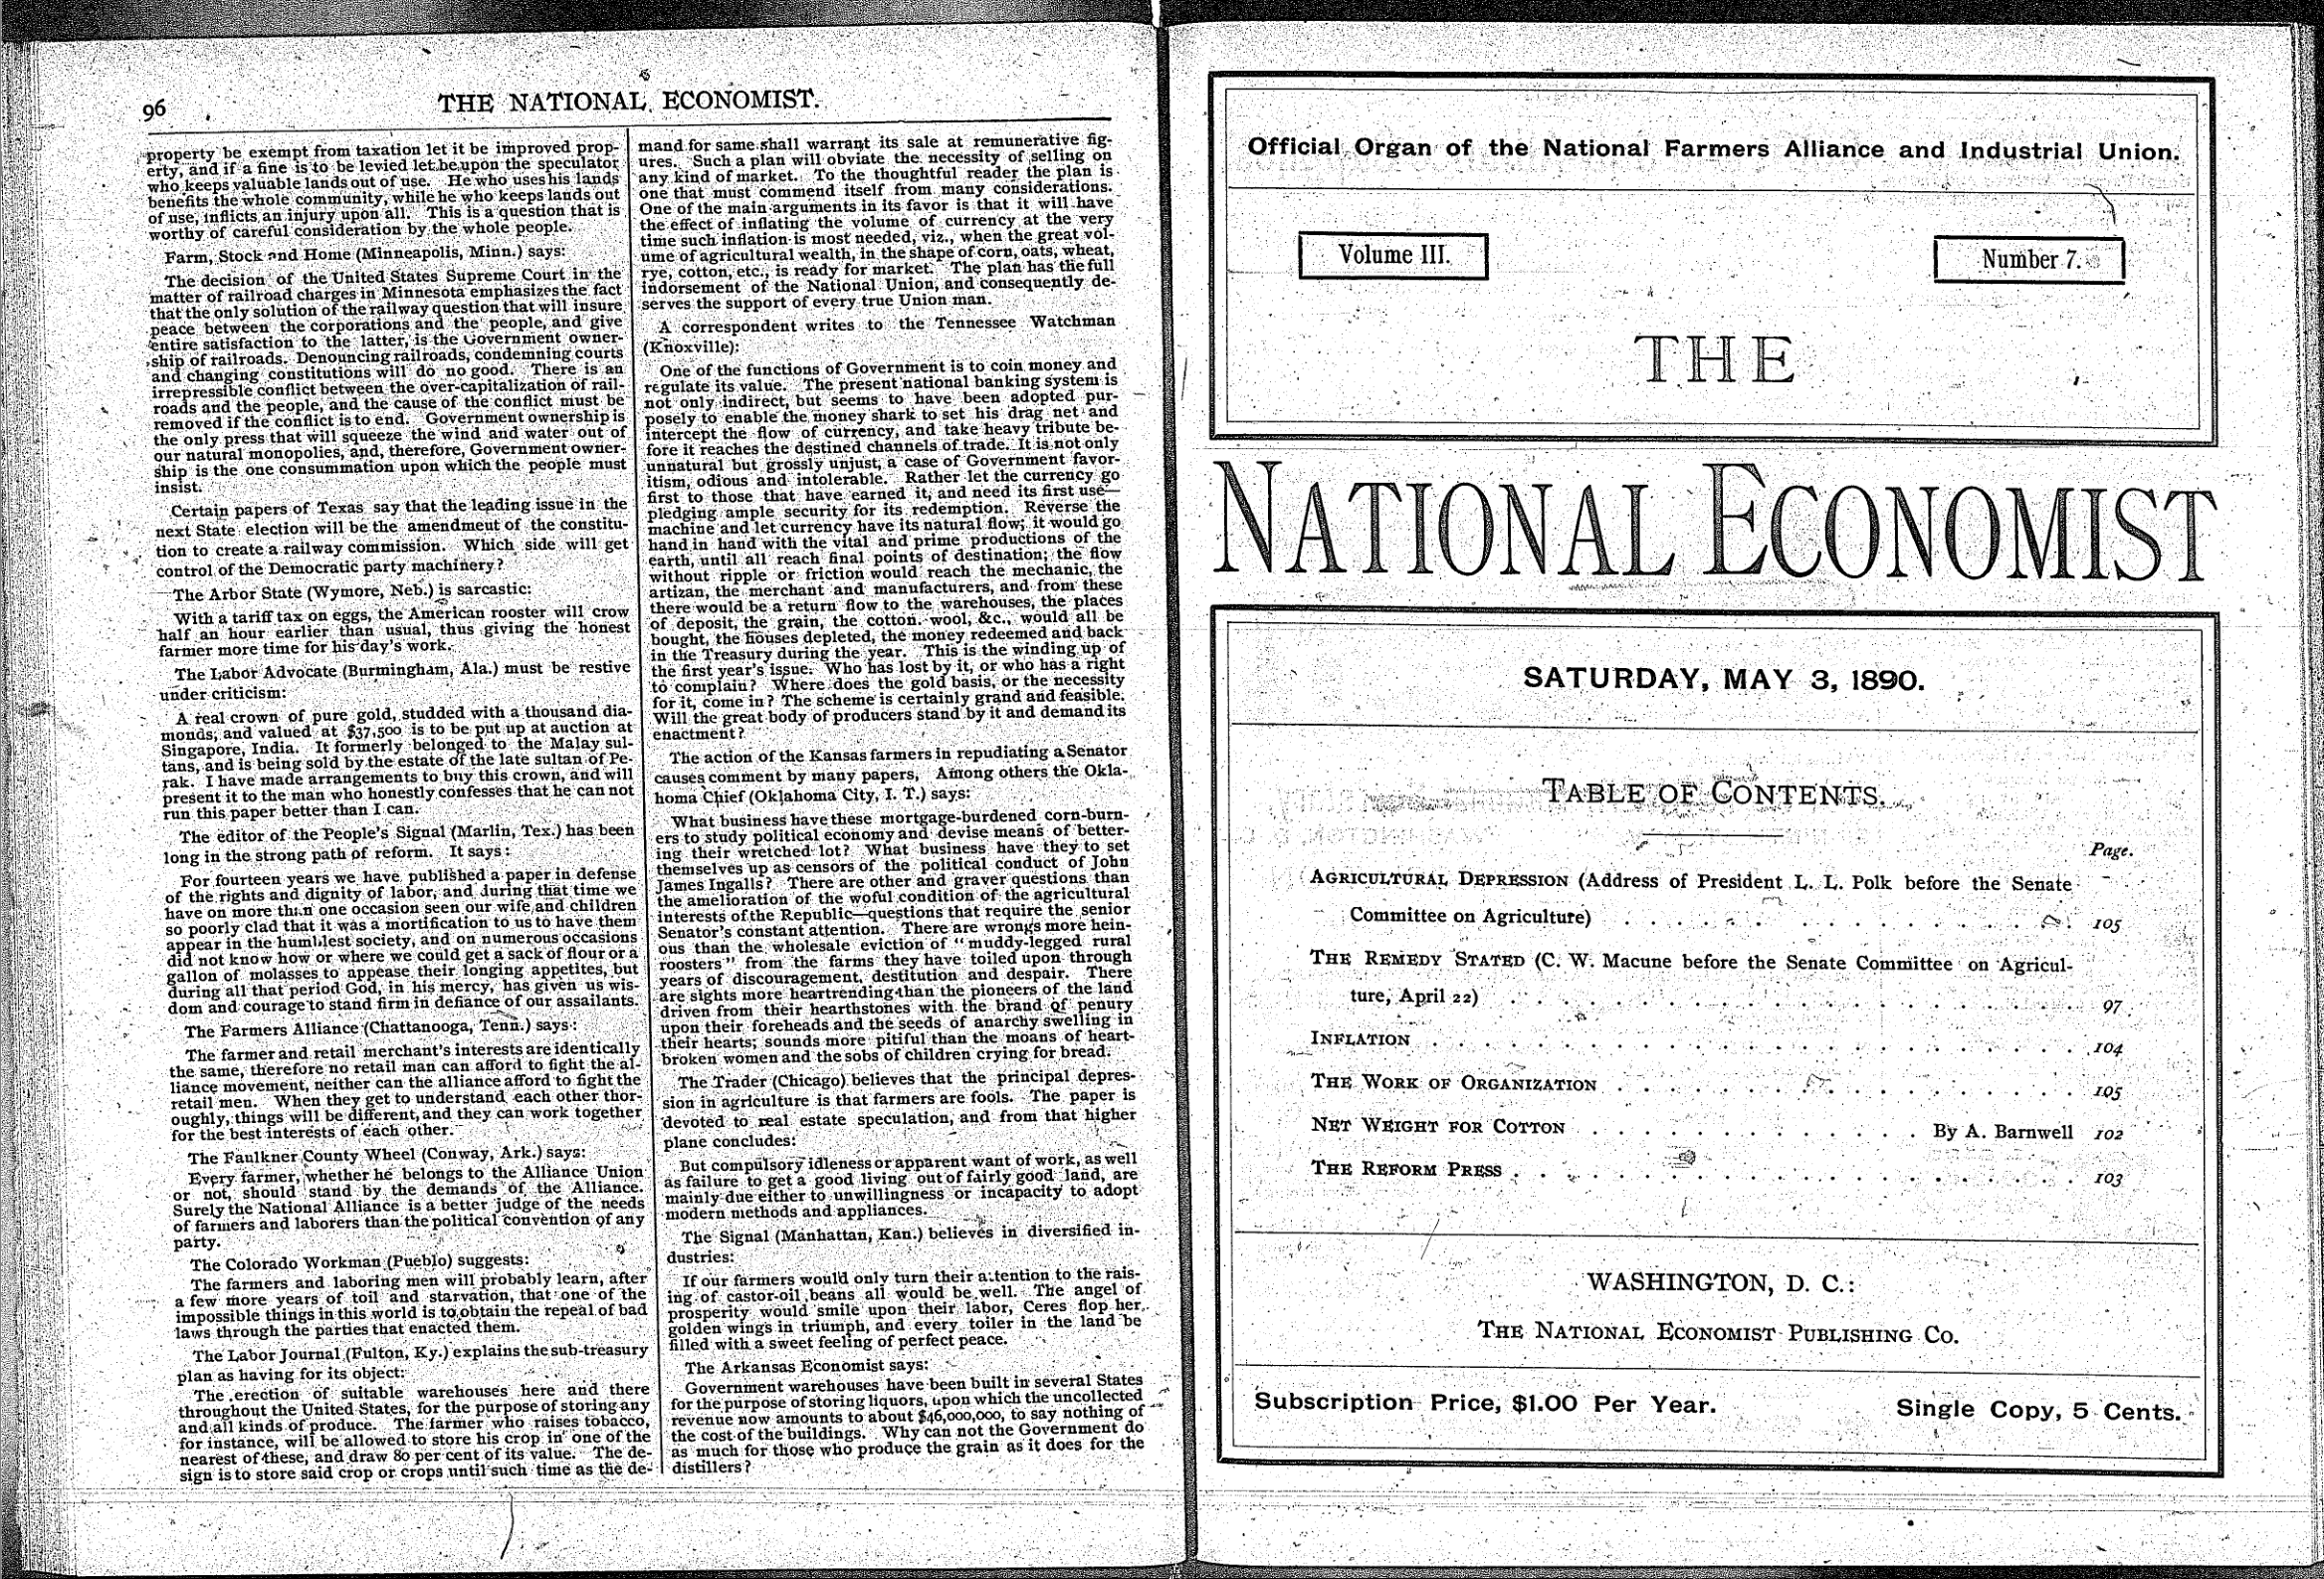 96
THE NATIONAL ECONOMIST.
property be exempt from taxation let it be improved prop-
erty, and if a fine is to be levied let be upon the speculator
who keeps valuable lands out of use. He who uses his lands
benefits the whole community, while he who keeps lands out
of use, inflicts an injury upon all. This is a question that is
worthy of careful consideration by the whole people.
Farm, Stock and Home (Minneapolis, Minn.) says:
The decision of the United States Supreme Court in the
matter of railroad charges in Minnesota emphasizes the fact
that the only solution of the railway question that will insure
peace between the corporations and the people, and give
entire satisfaction to the latter, is the Government owner-
ship of railroads. Denouncing railroads, condemning courts
and changing constitutions will do no good. There is an
irrepressible conflict between the over-capitalization of rail-
roads and the people, and the cause of the conflict must be
removed if the conflict is to end. Government ownership is
the only press that will squeeze the wind and water out of
our natural monopolies, and, therefore, Government owner-
ship is the one consummation upon which the people must
insist.
Certain papers of Texas say that the leading issue in the
next State election will be the amendment of the constitu-
tion to create a railway commission. Which side will get
control of the Democratic party machinery?
The Arbor State (Wymore, Neb.) is sarcastic:
With a tariff tax on eggs, the American rooster will crow
half an hour earlier than usual, thus giving the honest
farmer more time for his day's work.
The Labor Advocate (Burmingham, Ala.) must be restive
under criticism:
A real crown of pure gold, studded with a thousand dia-
monds, and valued at $37,500 is to be put up at auction at
Singapore, India. It formerly belonged to the Malay sul-
tans, and is being sold by the estate of the late sultan of Pe-
rak. I have made arrangements to buy this crown, and will
present it to the man who honestly confesses that he can not
run this paper better than I can.
The editor of the People's Signal (Marlin, Tex.) has been
long in the strong path of reform. It says:
For fourteen years we have published a paper in defense
of the rights and dignity of labor, and during that time we
have on more than one occasion seen our wife and children
so poorly clad that it was a mortification to us to have them
appear in the humblest society, and on numerous occasions
did not know how or where we could get a sack of flour or a
gallon of molasses to appease their longing appetites, but
during all that period God, in his mercy, has given us wis-
dom and courage to stand firm in defiance of our assailants.
The Farmers Alliance (Chattanooga, Tenn.) says:
The farmer and retail merchant's interests are identically
the same, therefore no retail man can afford to fight the al-
liance movement, neither can the alliance afford to fight the
retail men. When they get to understand each other thor-
oughly, things will be different, and they can work together
for the best interests of each other.
The Faulkner County Wheel (Conway, Ark.) says:
Every farmer, whether he belongs to the Alliance Union
or not, should stand by the demands of the Alliance.
Surely the National Alliance is a better judge of the needs
of farmers and laborers than the political convention of any
party.
The Colorado Workman (Pueblo) suggests:
The farmers and laboring men will probably learn, after
a few more years of toil and starvation, that one of the
impossible things in this world is to obtain the repeal of bad
laws through the parties that enacted them.
The Labor Journal (Fulton, Ky.) explains the sub-treasury
plan as having for its object:
The erection of suitable warehouses here and there
throughout the United States, for the purpose of storing any
and all kinds of produce. The farmer who raises tobacco,
for instance, will be allowed to store his crop in one of the
nearest of these, and draw 80 per cent of its value. The de-
sign is to store said crop or crops until such time as the de-
mand for same shall warrant its sale at remunerative fig-
ures. Such a plan will obviate the necessity of selling on
any kind of market. To the thoughtful reader the plan is
one that must commend itself from many considerations.
One of the main arguments in its favor is that it will have
the effect of inflating the volume of currency at the very
time such inflation is most needed, viz., when the great vol-
ume of agricultural wealth, in the shape of corn, oats, wheat,
rye, cotton, etc., is ready for market. The plan has the full
indorsement of the National Union, and consequently de-
serves the support of every true Union man.
A correspondent writes to the Tennessee Watchman
(Knoxville):
One of the functions of Government is to coin money and
regulate its value. The present national banking system is
not only indirect, but seems to have been adopted pur-
posely to enable the money shark to set his drag net and
intercept the flow of currency, and take heavy tribute be-
fore it reaches the destined channels of trade. It is not only
unnatural but grossly unjust, a case of Government favor-
itism, odious and intolerable. Rather let the currency go
first to those that have earned it, and need its first use—
pledging ample security for its redemption. Reverse the
machine and let currency have its natural flow; it would go
hand in hand with the vital and prime productions of the
earth, until all reach final points of destination; the flow
without ripple or friction would reach the mechanic, the
artizan, the merchant and manufacturers, and from these
there would be a return flow to the warehouses, the places
of deposit, the grain, the cotton. wool, &c., would all be
bought, the houses depleted, the money redeemed and back
in the Treasury during the year. This is the winding up of
the first year's issue. Who has lost by it, or who has a right
to complain? Where does the gold basis, or the necessity
for it, come in? The scheme is certainly grand and feasible.
Will the great body of producers stand by it and demand its
enactment?
The action of the Kansas farmers in repudiating a Senator
causes comment by many papers, Among others the Okla-
homa Chief (Oklahoma City, I. T.) says:
What business have these mortgage-burdened corn-burn-
ers to study political economy and devise means of better-
ing their wretched lot? What business have they to set
themselves up as censors of the political conduct of John
James Ingalls? There are other and graver questions than
the amelioration of the woful condition of the agricultural
interests of the Republic—questions that require the senior
Senator's constant attention. There are wrongs more hein-
ous than the wholesale eviction of "muddy-legged rural
roosters" from the farms they have toiled upon through
years of discouragement, destitution and despair. There
are sights more heartrending than the pioneers of the land
driven from their hearthstones with the brand of penury
upon their foreheads and the seeds of anarchy swelling in
their hearts; sounds more pitiful than the moans of heart-
broken women and the sobs of children crying for bread.
The Trader (Chicago) believes that the principal depres-
sion in agriculture is that farmers are fools. The paper is
devoted to real estate speculation, and from that higher
plane concludes:
But compulsory idleness or apparent want of work, as well
as failure to get a good living out of fairly good land, are
mainly due either to unwillingness or incapacity to adopt
modern methods and appliances.
The Signal (Manhattan, Kan.) believes in diversified in-
dustries:
If our farmers would only turn their attention to the rais-
ing of castor-oil beans all would be well. The angel of
prosperity would smile upon their labor, Ceres flop her
golden wings in triumph, and every toiler in the land be
filled with a sweet feeling of perfect peace.
The Arkansas Economist says:
Government warehouses have been built in several States
for the purpose of storing liquors, upon which the uncollected
revenue now amounts to about $46,000,000, to say nothing of
the cost of the buildings. Why can not the Government do
as much for those who produce the grain as it does for the
distillers?
Official Organ of the National Farmers Alliance and Industrial Union.
Volume III.
Number 7.
THE
NATIONAL ECONOMIST
SATURDAY, MAY 3, 1890.
TABLE OF CONTENTS.
Page.
AGRICULTURAL DEPRESSION (Address of President L. L. Polk before the Senate
Committee on Agriculture) . . . . . . . . . . 105
THE REMEDY STATED (C. W. Macune before the Senate Committee on Agricul-
ture, April 22) . . . . . . . . . . 97
INFLATION . . . . . . . . . . 104
THE WORK OF ORGANIZATION . . . . . . . . . . 105
NET WEIGHT FOR COTTON . . . . . . . . By A. Barnwell 102
THE REFORM PRESS . . . . . . . . . . 103
WASHINGTON, D. C.:
THE NATIONAL ECONOMIST PUBLISHING CO.
Subscription Price, $1.00 Per Year.
Single Copy, 5 Cents.